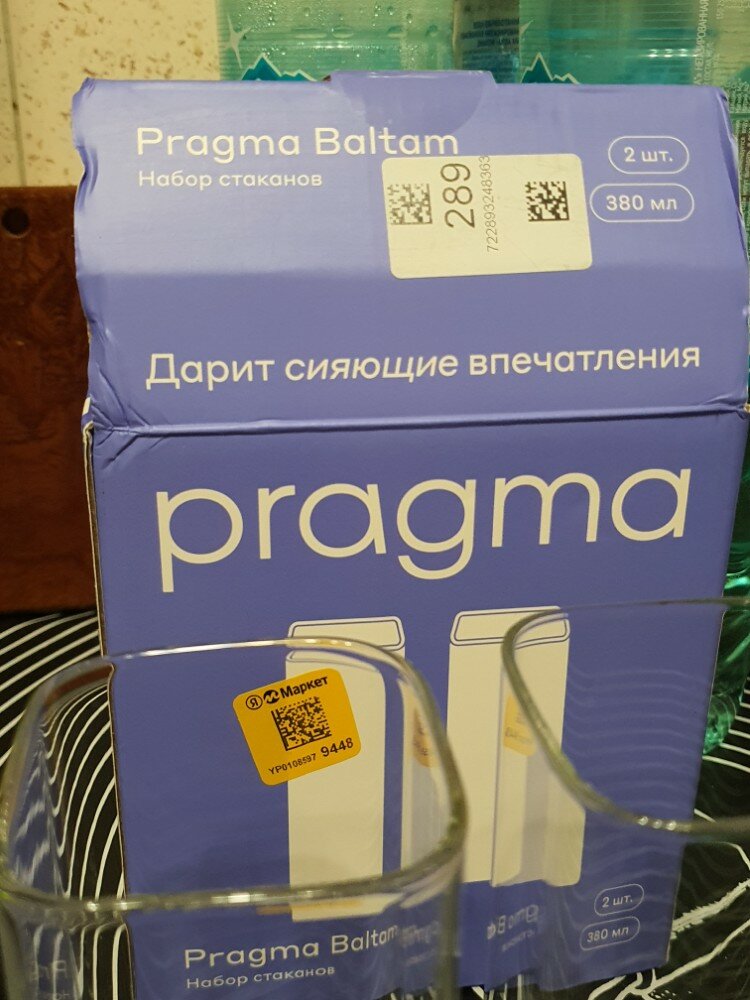 Pragma Baltam
Набор стаканов
2 шт.
380 мл
289
722893248363
Дарит сияющие впечатления
pragma
Я Маркет
YP0108597 9448
2 шт.
380 мл
Pragma Baltam
Набор стаканов